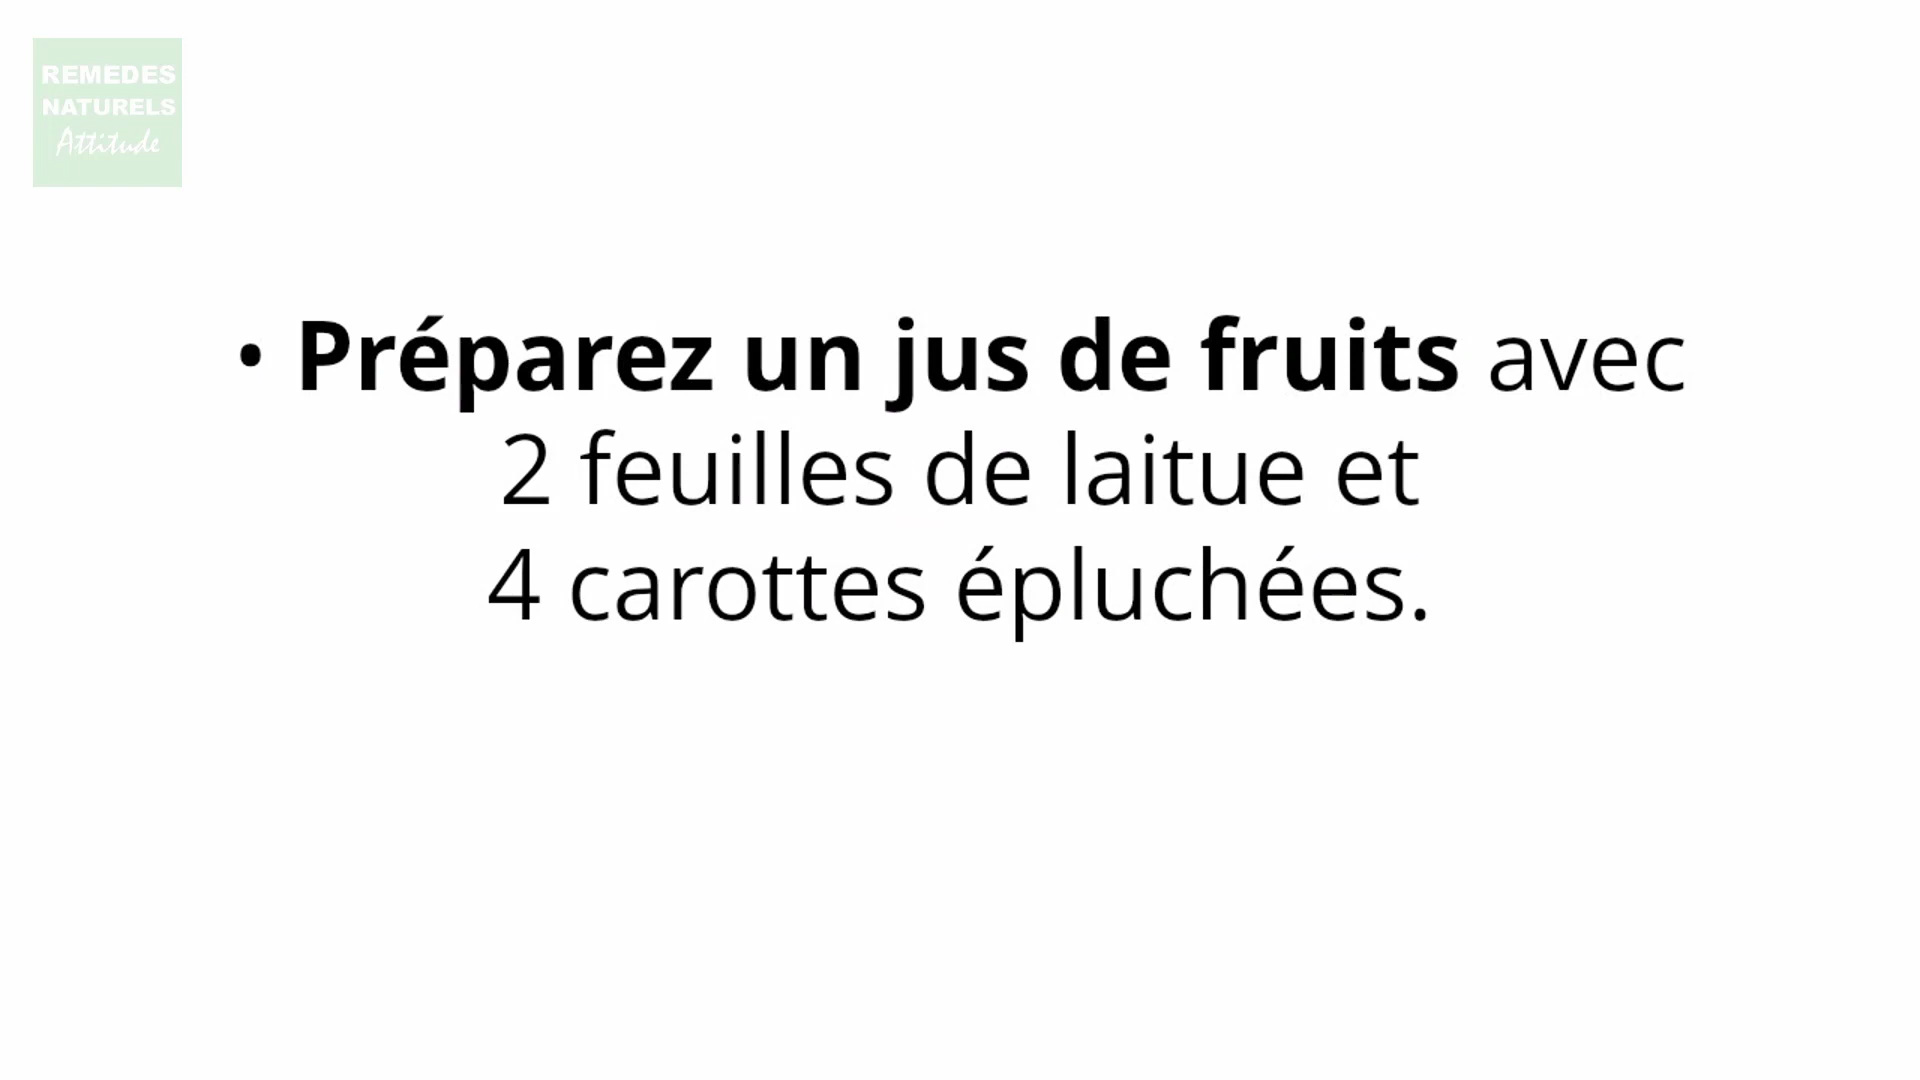 REMEDES
NATURELS
Attitude
• Préparez un jus de fruits avec
2 feuilles de laitue et
4 carottes épluchées.